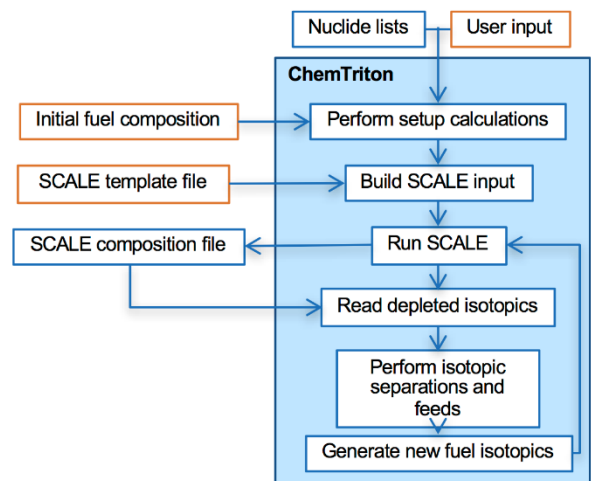 Nuclide lists
User input
ChemTriton
Initial fuel composition
Perform setup calculations
SCALE template file
Build SCALE input
SCALE composition file
Run SCALE
Read depleted isotopics
Perform isotopic
separations and
feeds
Generate new fuel isotopics